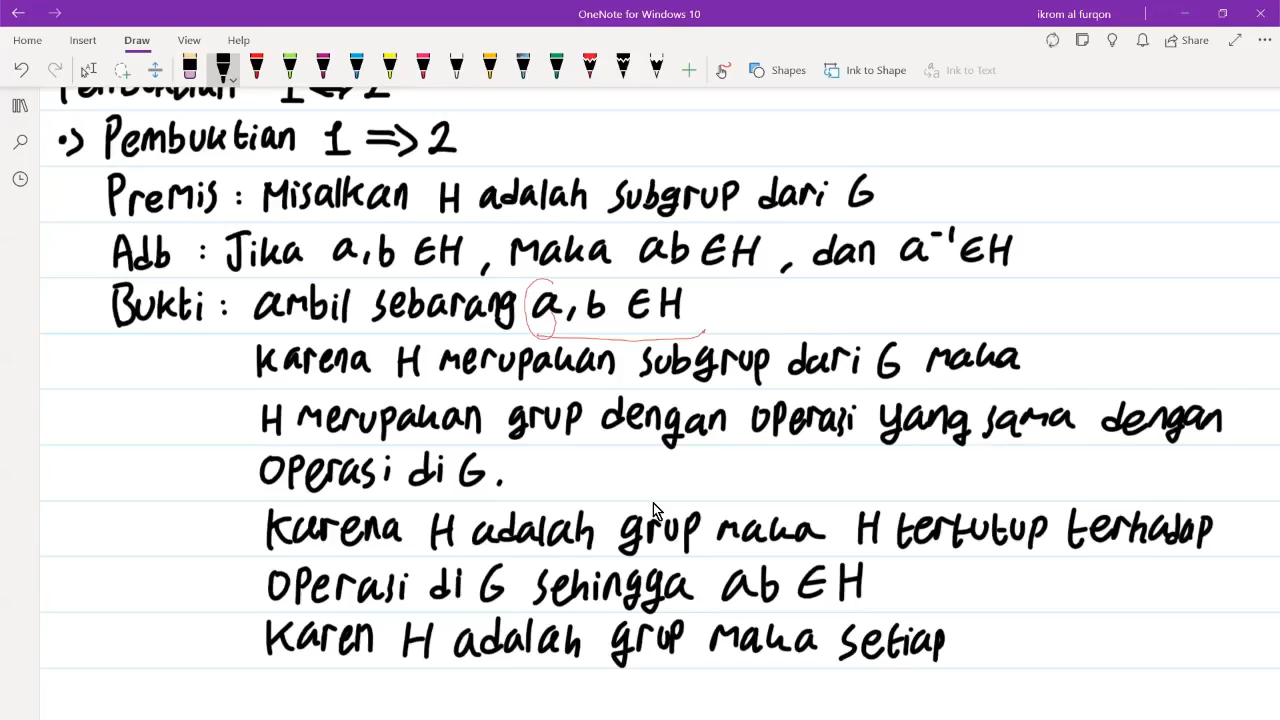 OneNote for Windows 10
ikrom al furqon
Home Insert Draw View Help
Share
Shapes
Ink to Shape
Ink to Text
Pembuktian 1 <=> 2
•> Pembuktian 1 => 2
Premis : Misalkan H adalah subgrup dari G
Adb : Jika a,b ∈H , maka ab ∈H , dan a⁻¹ ∈H
Bukti : ambil sebarang a,b ∈H
karena H merupakan subgrup dari G maka
H merupakan grup dengan operasi yang sama dengan
operasi di G.
Karena H adalah grup maka H tertutup terhadap
operasi di G sehingga ab ∈H
Karen H adalah grup maka setiap